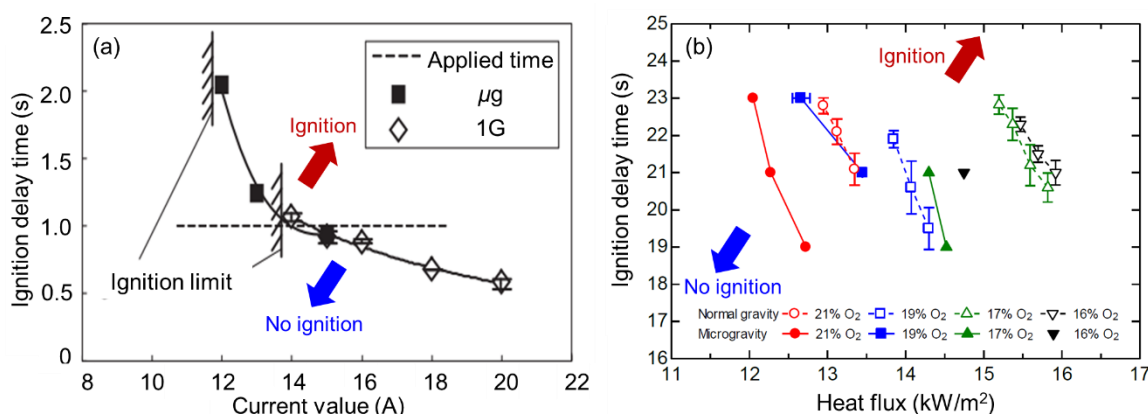 (a)
Ignition delay time (s)
2.5
2.0
1.5
1.0
0.5
0
8
10
12
14
16
18
20
22
Current value (A)
Applied time
µg
1G
Ignition
Ignition limit
No ignition
(b)
Ignition delay time (s)
25
24
23
22
21
20
19
18
17
16
11
12
13
14
15
16
17
Heat flux (kW/m²)
Ignition
No ignition
Normal gravity 21% O₂ 19% O₂ 17% O₂ 16% O₂
Microgravity 21% O₂ 19% O₂ 17% O₂ 16% O₂